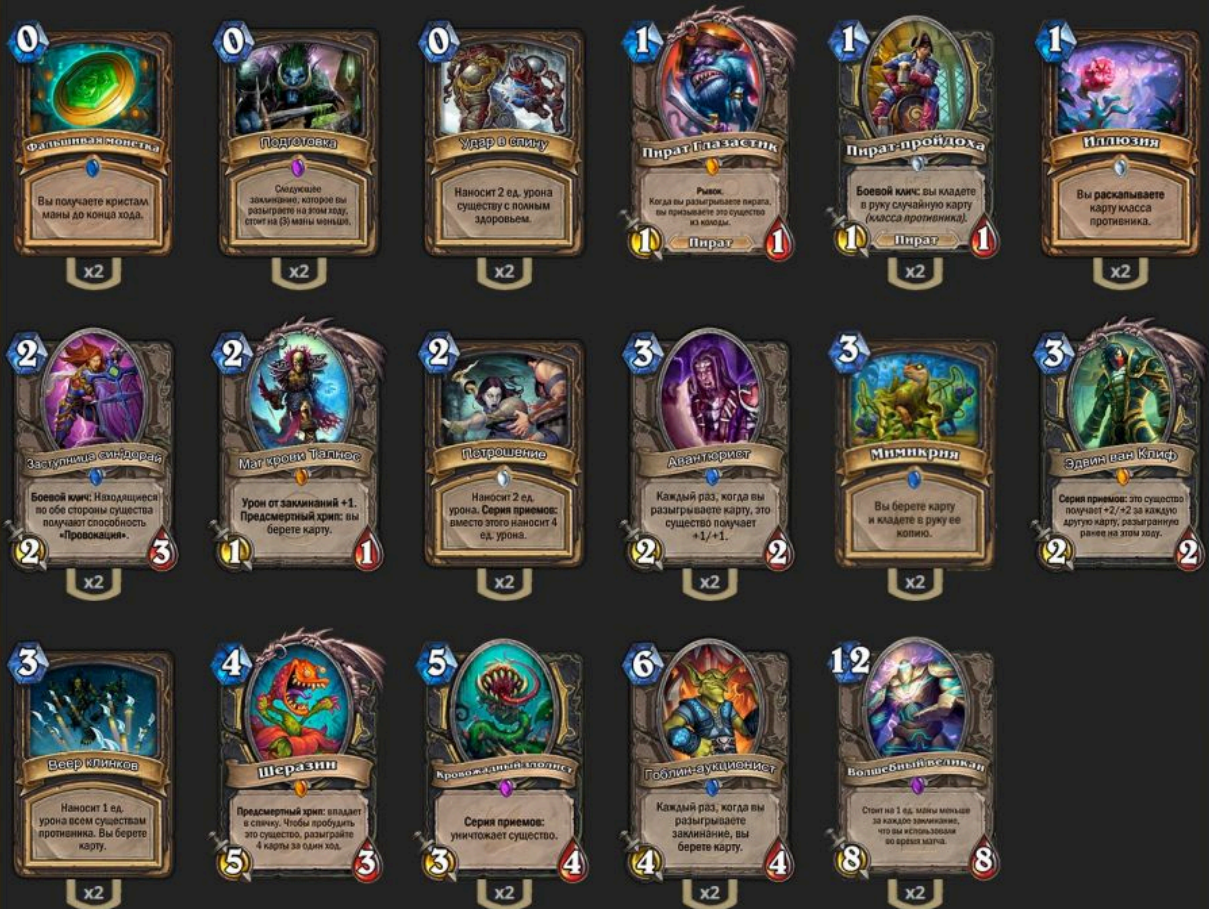 0
Фальшивая монетка
Вы получаете кристалл
маны до конца хода.
x2
0
Подготовка
Следующее
заклинание, которое вы
разыграете на этом ходу,
стоит на (3) маны меньше.
x2
0
Удар в спину
Наносит 2 ед. урона
существу с полным
здоровьем.
x2
1
Пират Глазастик
Рывок.
Когда вы разыгрываете пирата,
вы призываете это существо
из колоды.
1
Пират
1
1
Пират-пройдоха
Боевой клич: вы кладете
в руку случайную карту
(класса противника).
1
Пират
1
x2
1
Иллюзия
Вы раскапываете
карту класса
противника.
x2
2
Заступница син'дорай
Боевой клич: Находящиеся
по обе стороны существа
получают способность
«Провокация».
2
3
x2
2
Маг крови Талнос
Урон от заклинаний +1.
Предсмертный хрип: вы
берете карту.
1
1
2
Потрошение
Наносит 2 ед.
урона. Серия приемов:
вместо этого наносит 4
ед. урона.
x2
3
Авантюрист
Каждый раз, когда вы
разыгрываете карту, это
существо получает
+1/+1.
2
2
x2
3
Мимикрия
Вы берете карту
и кладете в руку ее
копию.
x2
3
Эдвин ван Клиф
Серия приемов: это существо
получает +2/+2 за каждую
другую карту, разыгранную
ранее на этом ходу.
2
2
3
Веер клинков
Наносит 1 ед.
урона всем существам
противника. Вы берете
карту.
x2
4
Шеразин
Предсмертный хрип: впадает
в спячку. Чтобы пробудить
это существо, разыграйте
4 карты за один ход.
5
3
5
Кровожадный злолист
Серия приемов:
уничтожает существо.
3
4
x2
6
Гоблин-аукционист
Каждый раз, когда вы
разыгрываете
заклинание, вы
берете карту.
4
4
x2
12
Волшебный великан
Стоит на 1 ед. маны меньше
за каждое заклинание,
что вы использовали
во время матча.
8
8
x2